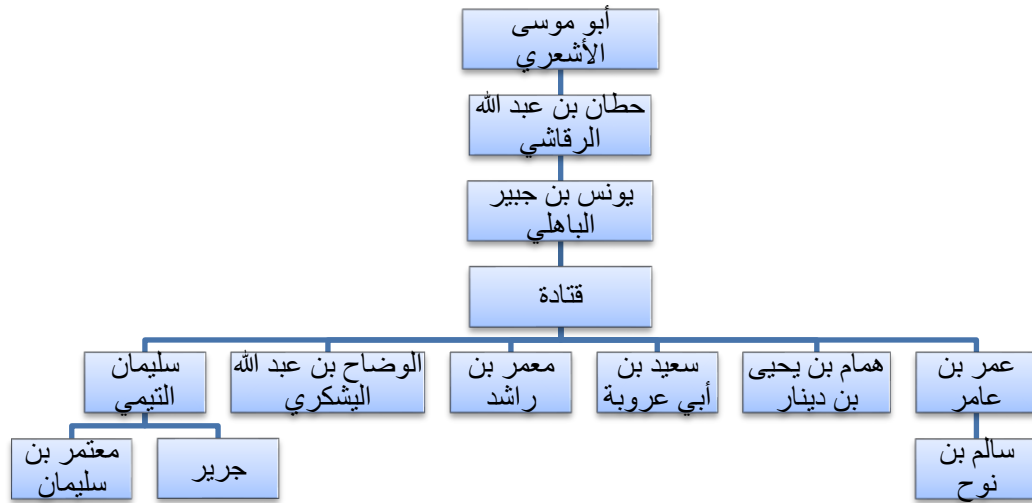 أبو موسى
الأشعري
حطان بن عبد الله
الرقاشي
يونس بن جبير
الباهلي
قتادة
عمر بن
عامر
همام بن يحيى
بن دينار
سعيد بن
أبي عروبة
معمر بن
راشد
الوضاح بن عبد الله
اليشكري
سليمان
التيمي
سالم بن
نوح
جرير
معتمر بن
سليمان